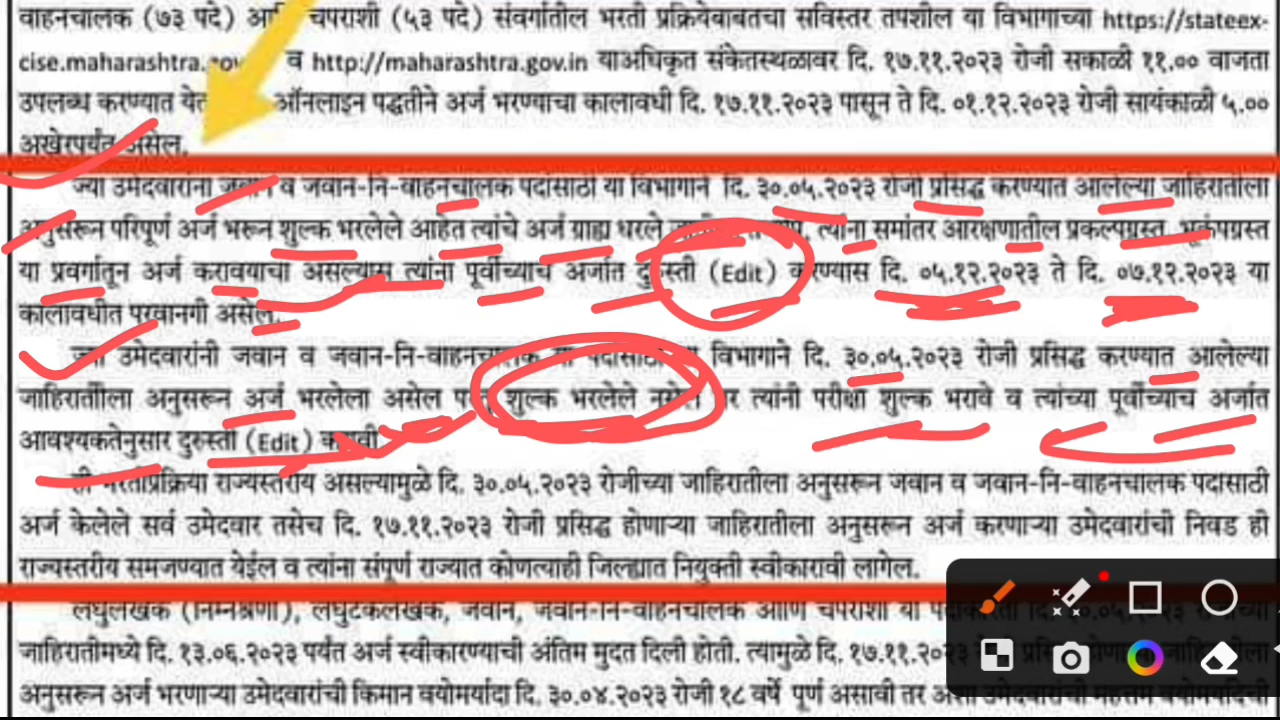 वाहनचालक (७३ पदे) आणि चपराशी (५३ पदे) संवर्गातील भरती प्रक्रियेबाबतचा सविस्तर तपशील या विभागाच्या https://stateex-
cise.maharashtra.gov व http://maharashtra.gov.in याअधिकृत संकेतस्थळावर दि. १७.११.२०२३ रोजी सकाळी ११.०० वाजता
उपलब्ध करण्यात येत ऑनलाइन पद्धतीने अर्ज भरण्याचा कालावधी दि. १७.११.२०२३ पासून ते दि. ०१.१२.२०२३ रोजी सायंकाळी ५.००
अखेरपर्यंत असेल.
ज्या उमेदवारांना जवान व जवान-नि-वाहनचालक पदासाठी या विभागाने दि. ३०.०५.२०२३ रोजी प्रसिद्ध करण्यात आलेल्या जाहिरातीला
अनुसरून परिपूर्ण अर्ज भरून शुल्क भरलेले आहेत त्यांचे अर्ज ग्राह्य धरले त्यांना समांतर आरक्षणातील प्रकल्पग्रस्त, भूकंपग्रस्त
या प्रवर्गातून अर्ज करावयाचा असल्यास त्यांना पूर्वीच्याच अर्जात दुरुस्ती (Edit) करण्यास दि. ०५.१२.२०२३ ते दि. ०७.१२.२०२३ या
कालावधीत परवानगी असेल.
ज्या उमेदवारांनी जवान व जवान-नि-वाहनचालक या पदासाठी या विभागाने दि. ३०.०५.२०२३ रोजी प्रसिद्ध करण्यात आलेल्या
जाहिरातीला अनुसरून अर्ज भरलेला असेल परंतु शुल्क भरलेले नसेल तर त्यांनी परीक्षा शुल्क भरावे व त्यांच्या पूर्वीच्याच अर्जात
आवश्यकतेनुसार दुरुस्ती (Edit) करावी
ही भरतीप्रक्रिया राज्यस्तरीय असल्यामुळे दि. ३०.०५.२०२३ रोजीच्या जाहिरातीला अनुसरून जवान व जवान-नि-वाहनचालक पदासाठी
अर्ज केलेले सर्व उमेदवार तसेच दि. १७.११.२०२३ रोजी प्रसिद्ध होणाऱ्या जाहिरातीला अनुसरून अर्ज करणाऱ्या उमेदवारांची निवड ही
राज्यस्तरीय समजण्यात येईल व त्यांना संपूर्ण राज्यात कोणत्याही जिल्ह्यात नियुक्ती स्वीकारावी लागेल.
लघुलेखक (निम्नश्रेणी), लघुटंकलेखक, जवान, जवान-नि-वाहनचालक आणि चपराशी या दि. ३०.०५.२०२३
जाहिरातीमध्ये दि. १३.०६.२०२३ पर्यंत अर्ज स्वीकारण्याची अंतिम मुदत दिली होती. त्यामुळे दि. १७.११.२०२३
अनुसरून अर्ज भरणाऱ्या उमेदवारांची किमान वयोमर्यादा दि. ३०.०४.२०२३ रोजी १८ वर्षे पूर्ण असावी तर